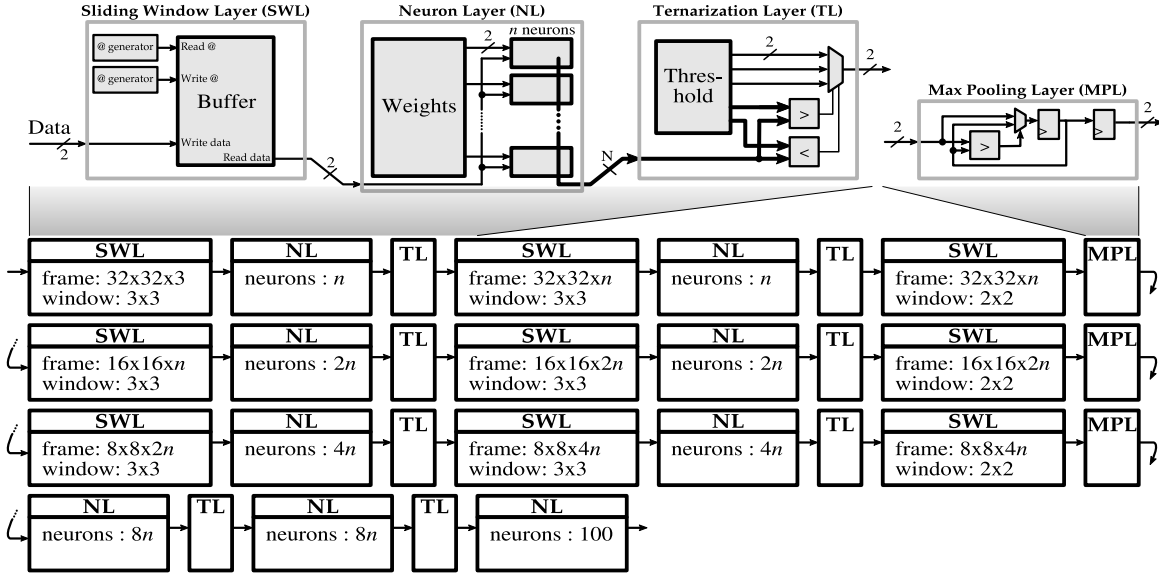 Sliding Window Layer (SWL)
Neuron Layer (NL)
Ternarization Layer (TL)
Max Pooling Layer (MPL)
@ generator
@ generator
Read @
Write @
Buffer
Write data
Read data
Data
2
2
Weights
2
n neurons
N
Thres-
hold
2
>
<
2
2
>
>
>
2
SWL
frame: 32x32x3
window: 3x3
NL
neurons : n
TL
SWL
frame: 32x32xn
window: 3x3
NL
neurons : n
TL
SWL
frame: 32x32xn
window: 2x2
MPL
SWL
frame: 16x16xn
window: 3x3
NL
neurons : 2n
TL
SWL
frame: 16x16x2n
window: 3x3
NL
neurons : 2n
TL
SWL
frame: 16x16x2n
window: 2x2
MPL
SWL
frame: 8x8x2n
window: 3x3
NL
neurons : 4n
TL
SWL
frame: 8x8x4n
window: 3x3
NL
neurons : 4n
TL
SWL
frame: 8x8x4n
window: 2x2
MPL
NL
neurons : 8n
TL
NL
neurons : 8n
TL
NL
neurons : 100